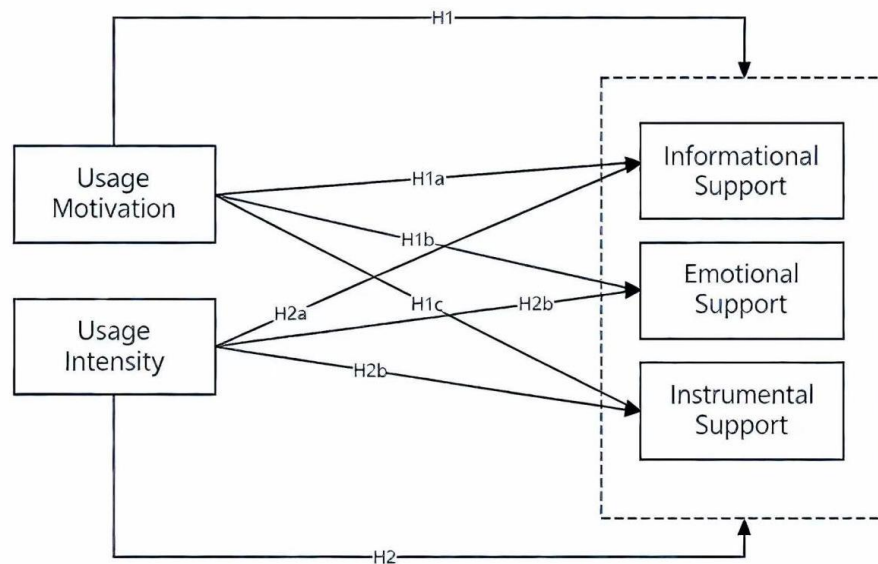 H1
Usage
Motivation
Informational
Support
H1a
H1b
Emotional
Support
H2a
H1c
H2b
Usage
Intensity
H2b
Instrumental
Support
H2